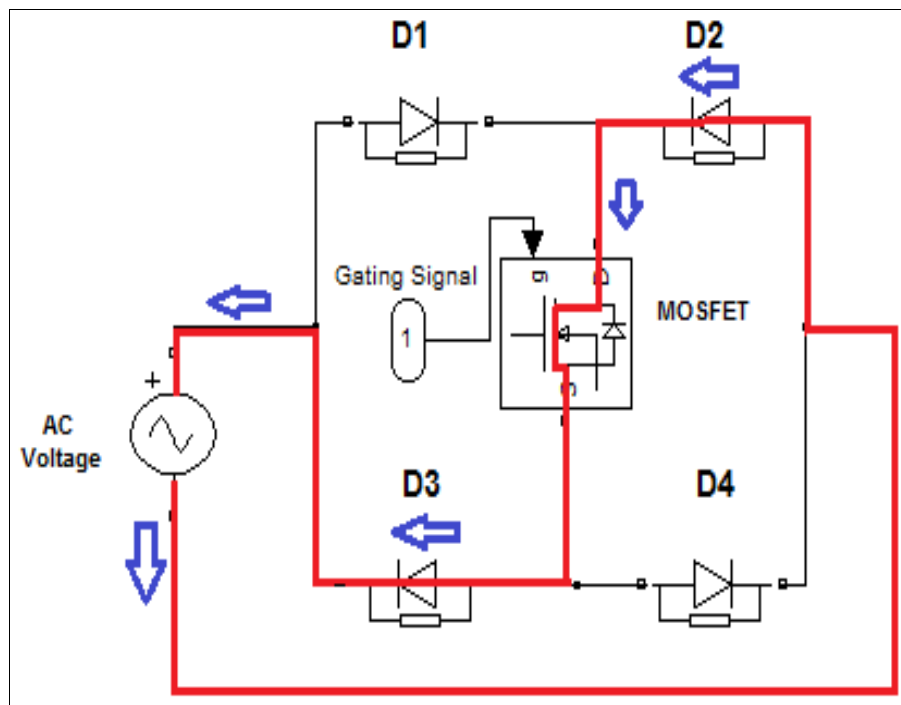 D1
D2
Gating Signal
1
g
D
MOSFET
S
+
AC
Voltage
D3
D4